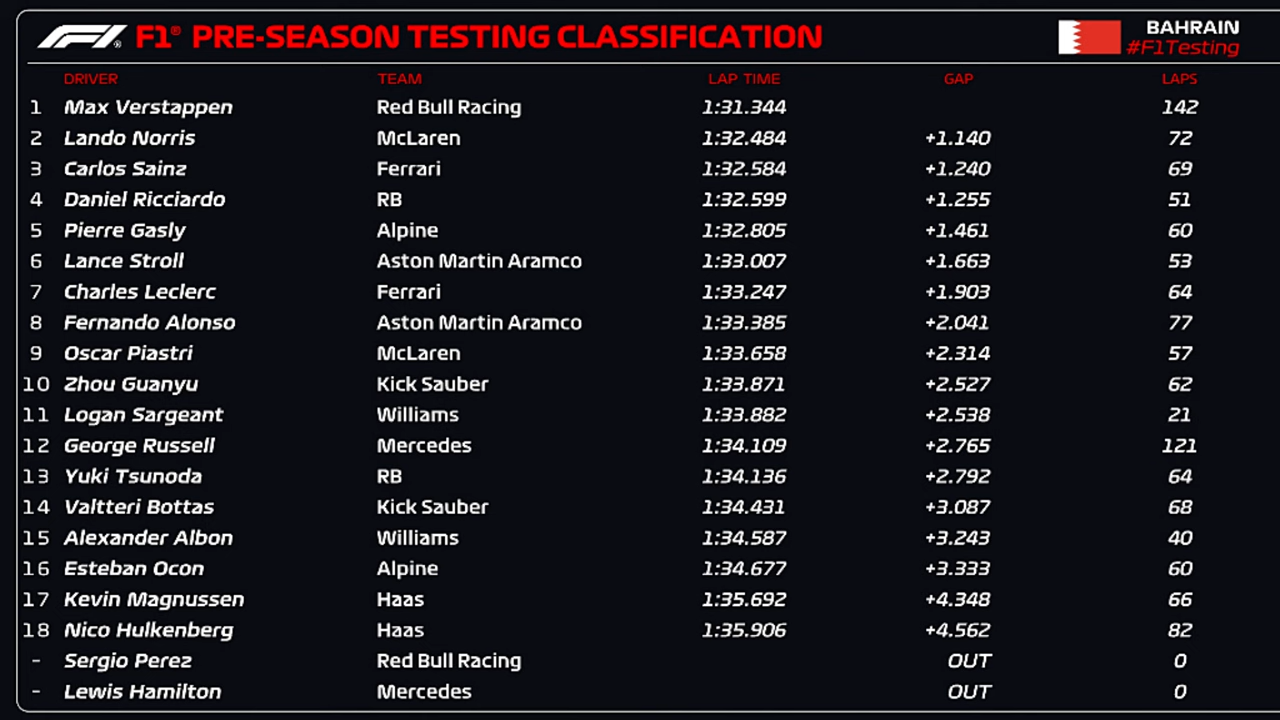 F1® PRE-SEASON TESTING CLASSIFICATION
BAHRAIN
#F1Testing
DRIVER TEAM LAP TIME GAP LAPS
1 Max Verstappen Red Bull Racing 1:31.344 142
2 Lando Norris McLaren 1:32.484 +1.140 72
3 Carlos Sainz Ferrari 1:32.584 +1.240 69
4 Daniel Ricciardo RB 1:32.599 +1.255 51
5 Pierre Gasly Alpine 1:32.805 +1.461 60
6 Lance Stroll Aston Martin Aramco 1:33.007 +1.663 53
7 Charles Leclerc Ferrari 1:33.247 +1.903 64
8 Fernando Alonso Aston Martin Aramco 1:33.385 +2.041 77
9 Oscar Piastri McLaren 1:33.658 +2.314 57
10 Zhou Guanyu Kick Sauber 1:33.871 +2.527 62
11 Logan Sargeant Williams 1:33.882 +2.538 21
12 George Russell Mercedes 1:34.109 +2.765 121
13 Yuki Tsunoda RB 1:34.136 +2.792 64
14 Valtteri Bottas Kick Sauber 1:34.431 +3.087 68
15 Alexander Albon Williams 1:34.587 +3.243 40
16 Esteban Ocon Alpine 1:34.677 +3.333 60
17 Kevin Magnussen Haas 1:35.692 +4.348 66
18 Nico Hulkenberg Haas 1:35.906 +4.562 82
- Sergio Perez Red Bull Racing OUT 0
- Lewis Hamilton Mercedes OUT 0